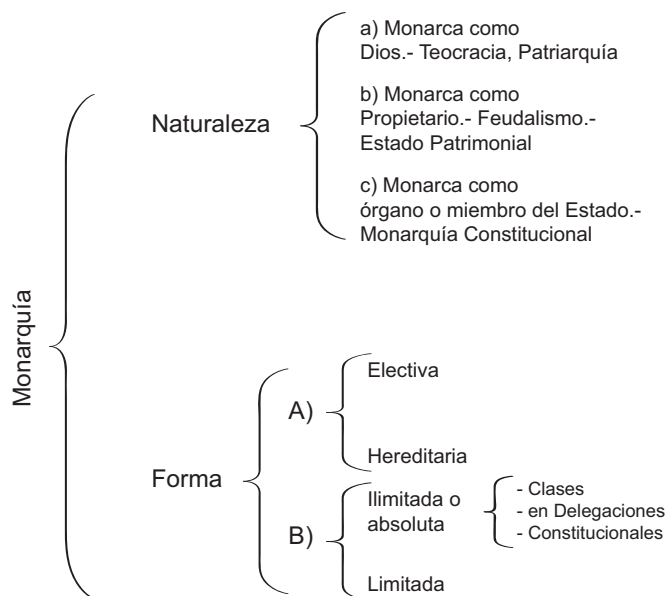 Monarquía
Naturaleza
a) Monarca como
Dios.- Teocracia, Patriarquía
b) Monarca como
Propietario.- Feudalismo.-
Estado Patrimonial
c) Monarca como
órgano o miembro del Estado.-
Monarquía Constitucional
Forma
A)
Electiva
Hereditaria
B)
Ilimitada o
absoluta
- Clases
- en Delegaciones
- Constitucionales
Limitada